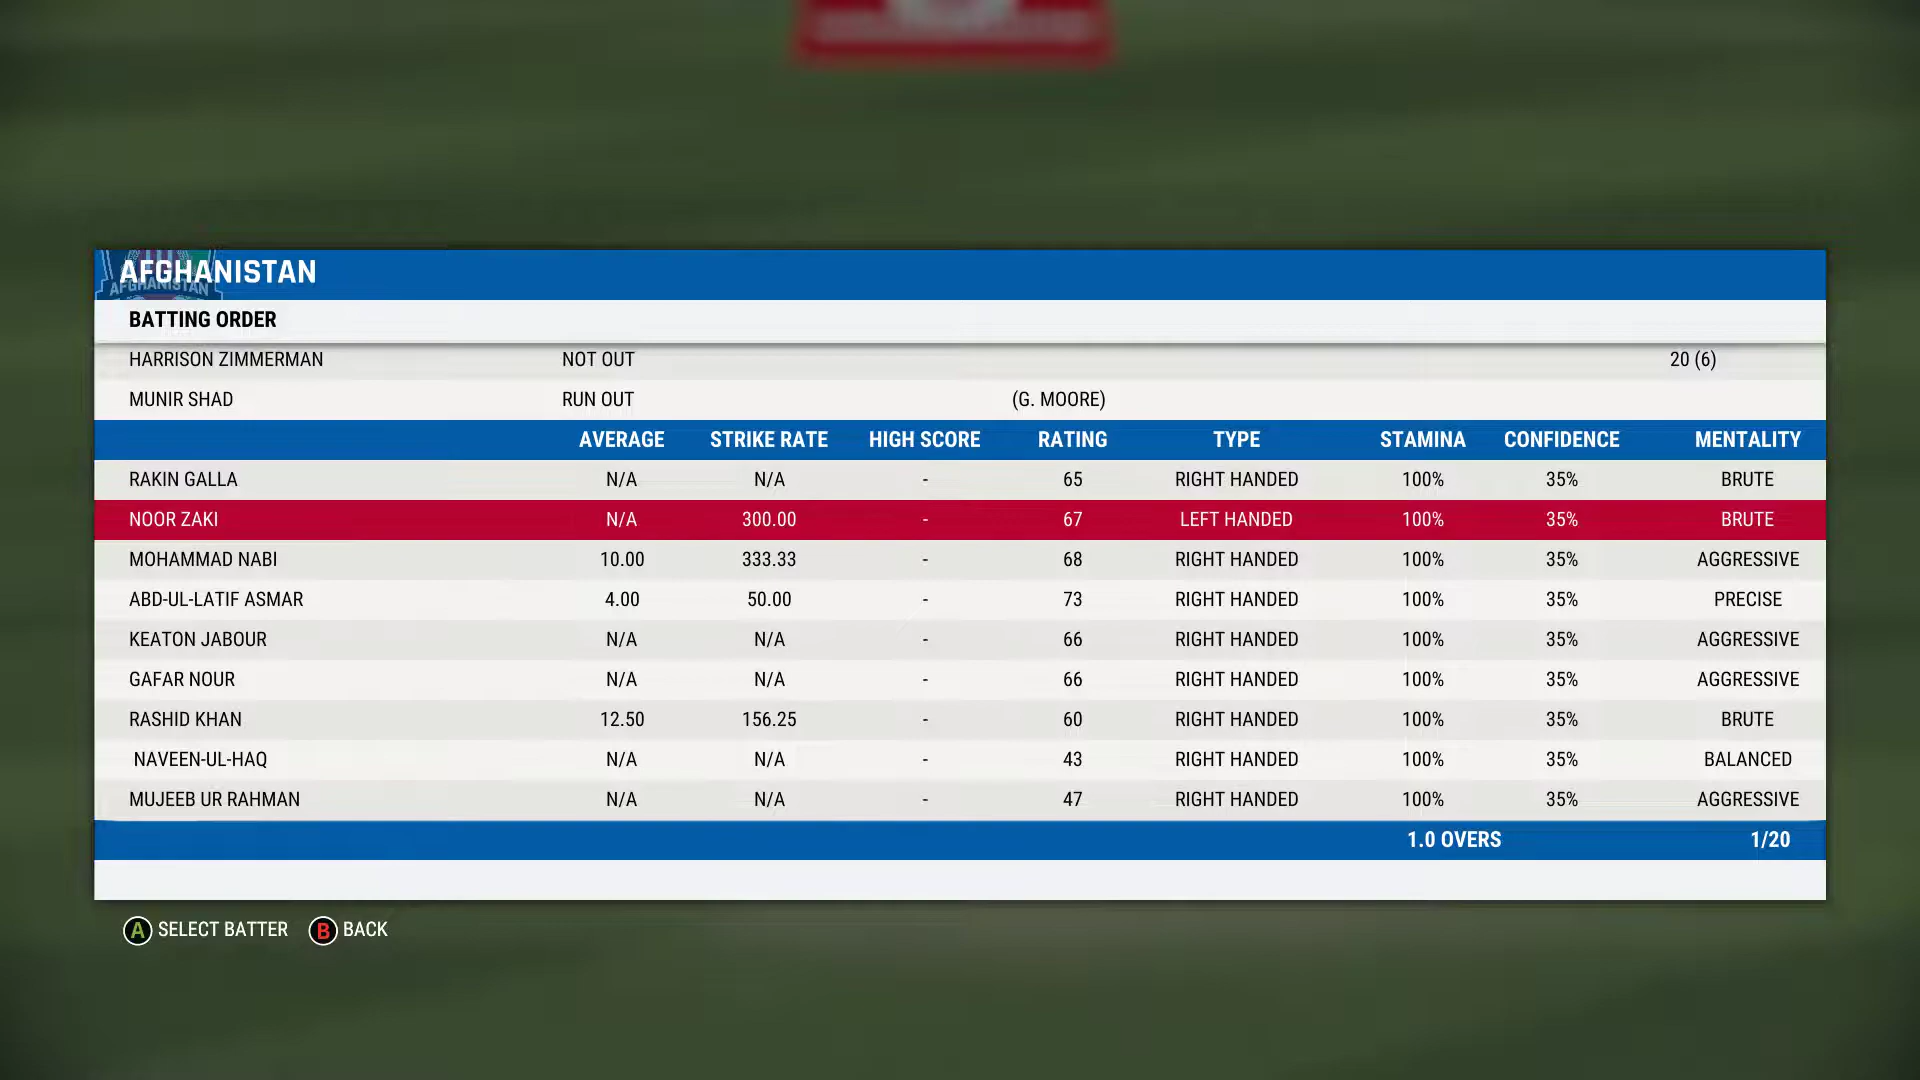 AFGHANISTAN
AFGHANISTAN
BATTING ORDER
HARRISON ZIMMERMAN NOT OUT 20 (6)
MUNIR SHAD RUN OUT (G. MOORE)
AVERAGE STRIKE RATE HIGH SCORE RATING TYPE STAMINA CONFIDENCE MENTALITY
RAKIN GALLA N/A N/A - 65 RIGHT HANDED 100% 35% BRUTE
NOOR ZAKI N/A 300.00 - 67 LEFT HANDED 100% 35% BRUTE
MOHAMMAD NABI 10.00 333.33 - 68 RIGHT HANDED 100% 35% AGGRESSIVE
ABD-UL-LATIF ASMAR 4.00 50.00 - 73 RIGHT HANDED 100% 35% PRECISE
KEATON JABOUR N/A N/A - 66 RIGHT HANDED 100% 35% AGGRESSIVE
GAFAR NOUR N/A N/A - 66 RIGHT HANDED 100% 35% AGGRESSIVE
RASHID KHAN 12.50 156.25 - 60 RIGHT HANDED 100% 35% BRUTE
NAVEEN-UL-HAQ N/A N/A - 43 RIGHT HANDED 100% 35% BALANCED
MUJEEB UR RAHMAN N/A N/A - 47 RIGHT HANDED 100% 35% AGGRESSIVE
1.0 OVERS 1/20
A SELECT BATTER B BACK